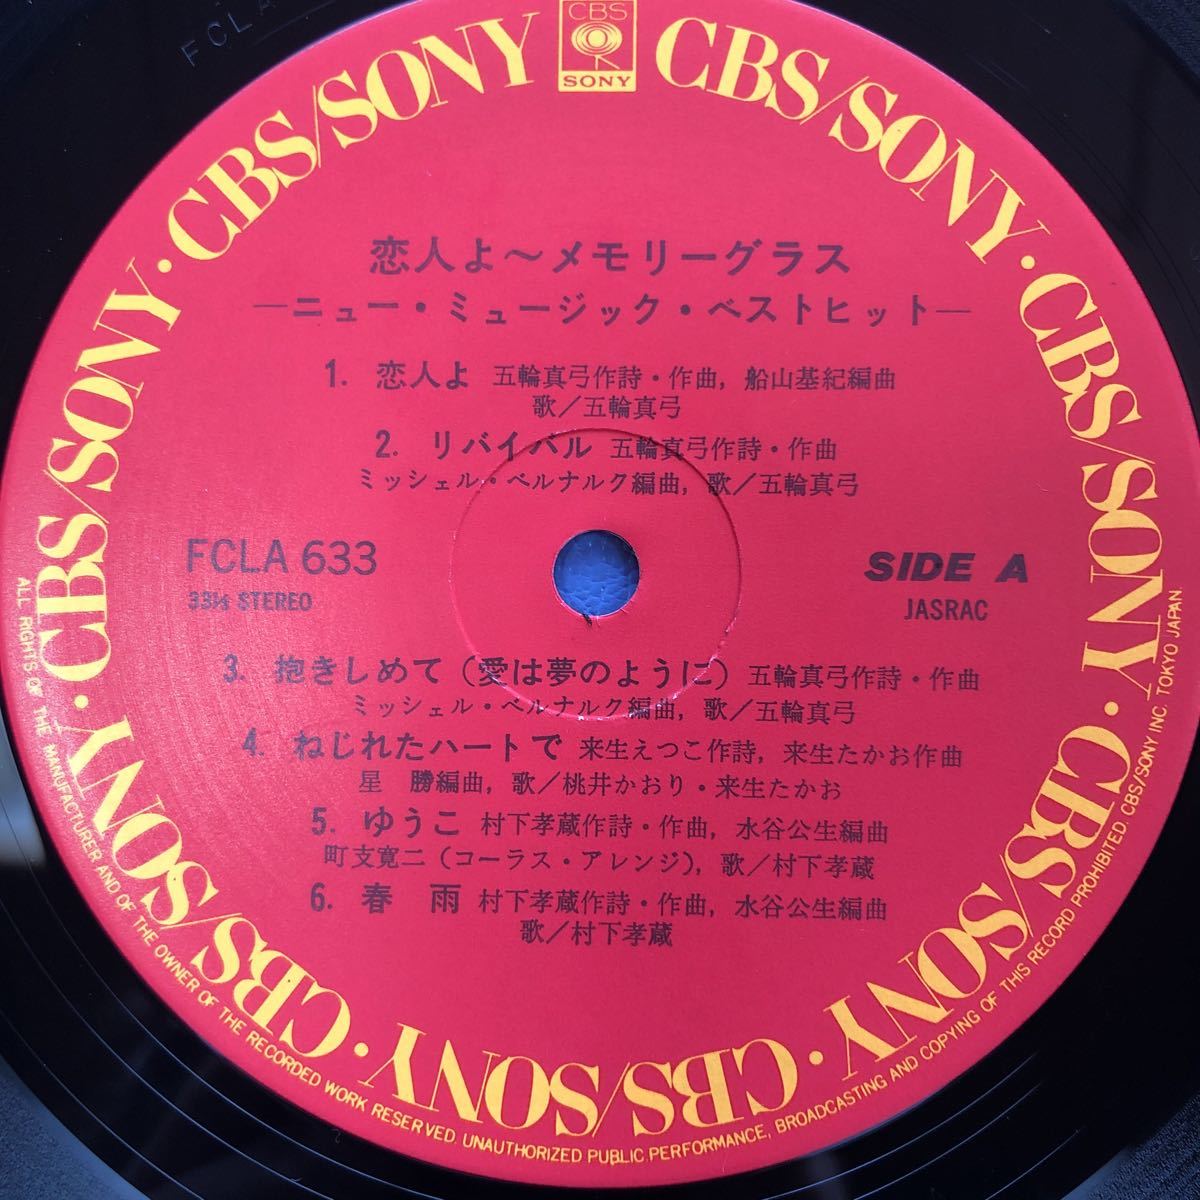 FCLA
CBS
SONY
CBS/SONY · CBS/SONY · CBS/SONY · CBS/SONY · CBS/SONY · CBS/SONY · CBS/SONY · CBS/SONY
恋人よ～メモリーグラス
―ニュー・ミュージック・ベストヒット―
1. 恋人よ 五輪真弓作詩・作曲, 船山基紀編曲
歌／五輪真弓
2. リバイバル 五輪真弓作詩・作曲
ミッシェル・ベルナルク編曲, 歌／五輪真弓
FCLA 633
33⅓ STEREO
SIDE A
JASRAC
3. 抱きしめて (愛は夢のように) 五輪真弓作詩・作曲
ミッシェル・ベルナルク編曲, 歌／五輪真弓
4. ねじれたハートで 来生えつこ作詩, 来生たかお作曲
星 勝編曲, 歌／桃井かおり・来生たかお
5. ゆうこ 村下孝蔵作詩・作曲, 水谷公生編曲
町支寛二 (コーラス・アレンジ), 歌／村下孝蔵
6. 春 雨 村下孝蔵作詩・作曲, 水谷公生編曲
歌／村下孝蔵
ALL RIGHTS OF THE MANUFACTURER AND OF THE OWNER OF THE RECORDED WORK RESERVED. UNAUTHORIZED PUBLIC PERFORMANCE, BROADCASTING AND COPYING OF THIS RECORD PROHIBITED. CBS/SONY INC. TOKYO JAPAN